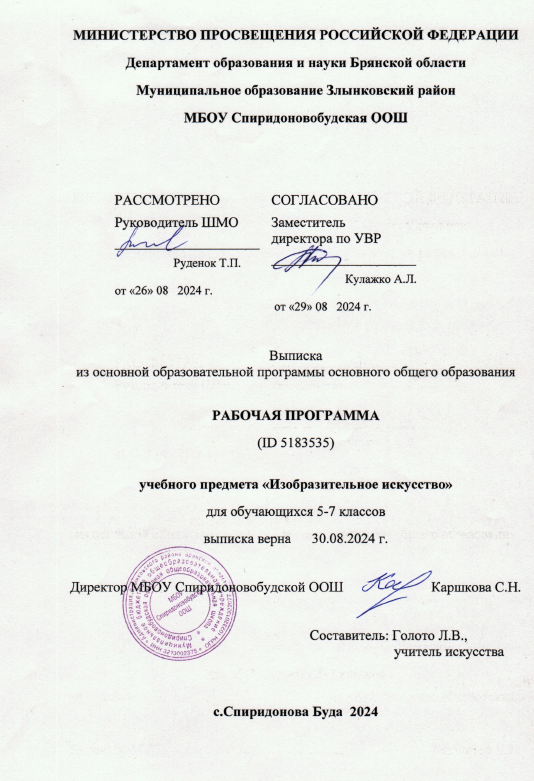 МИНИСТЕРСТВО ПРОСВЕЩЕНИЯ РОССИЙСКОЙ ФЕДЕРАЦИИ
Департамент образования и науки Брянской области
Муниципальное образование Злынковский район
МБОУ Спиридоновобудская ООШ
РАССМОТРЕНО
Руководитель ШМО
Руденок Т.П.
от «26» 08 2024 г.
СОГЛАСОВАНО
Заместитель
директора по УВР
Кулажко А.Л.
от «29» 08 2024 г.
Выписка
из основной образовательной программы основного общего образования
РАБОЧАЯ ПРОГРАММА
(ID 5183535)
учебного предмета «Изобразительное искусство»
для обучающихся 5-7 классов
выписка верна 30.08.2024 г.
Директор МБОУ Спиридоновобудской ООШ Каршкова С.Н.
МБОУ
Спиридоновобудская
ООШ
Составитель: Голото Л.В.,
учитель искусства
с.Спиридонова Буда 2024